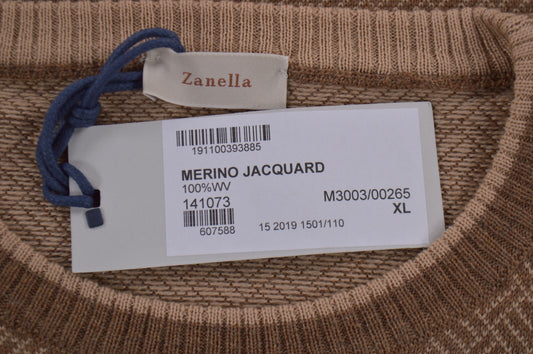 Zanella
191100393885
MERINO JACQUARD
100%WV
141073 M3003/00265
XL
607588 15 2019 1501/110